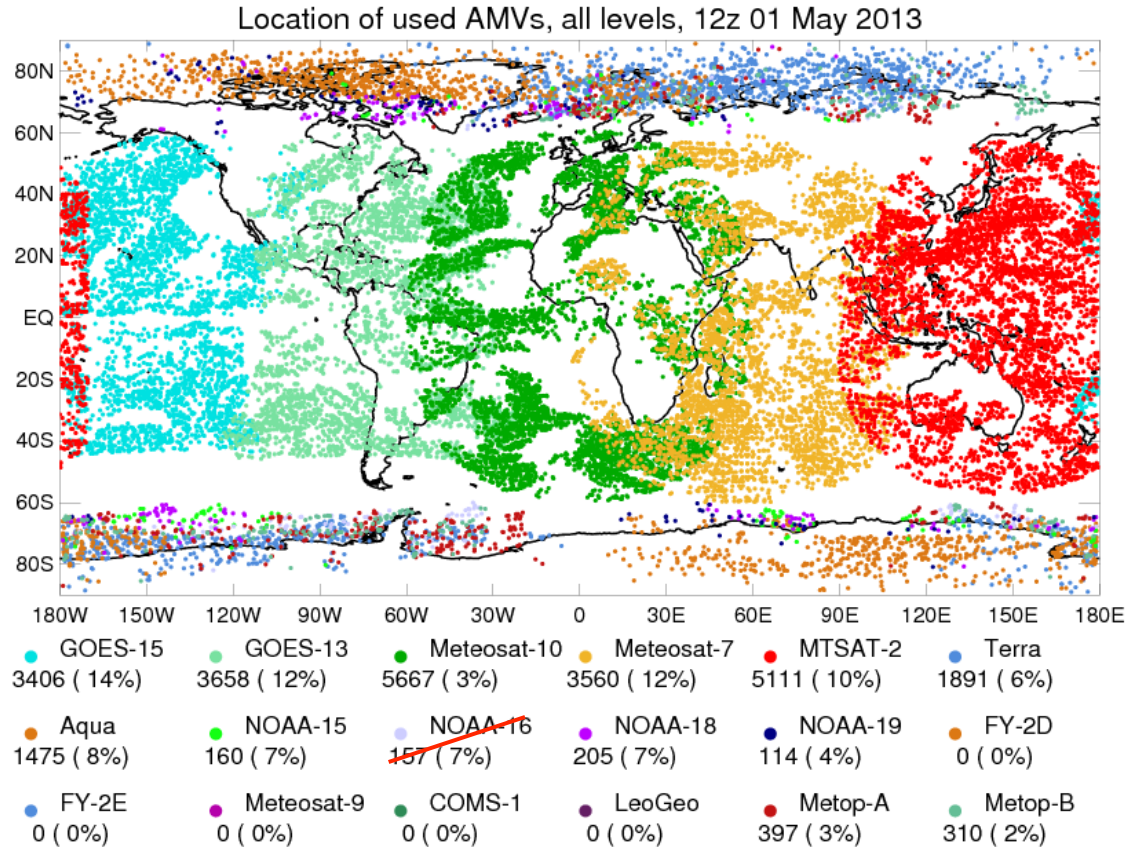 Location of used AMVs, all levels, 12z 01 May 2013
80N
60N
40N
20N
EQ
20S
40S
60S
80S
180W 150W 120W 90W 60W 30W 0 30E 60E 90E 120E 150E 180E
GOES-15 GOES-13 Meteosat-10 Meteosat-7 MTSAT-2 Terra
3406 ( 14%) 3658 ( 12%) 5667 ( 3%) 3560 ( 12%) 5111 ( 10%) 1891 ( 6%)
Aqua NOAA-15 NOAA-16 NOAA-18 NOAA-19 FY-2D
1475 ( 8%) 160 ( 7%) 157 ( 7%) 205 ( 7%) 114 ( 4%) 0 ( 0%)
FY-2E Meteosat-9 COMS-1 LeoGeo Metop-A Metop-B
0 ( 0%) 0 ( 0%) 0 ( 0%) 0 ( 0%) 397 ( 3%) 310 ( 2%)